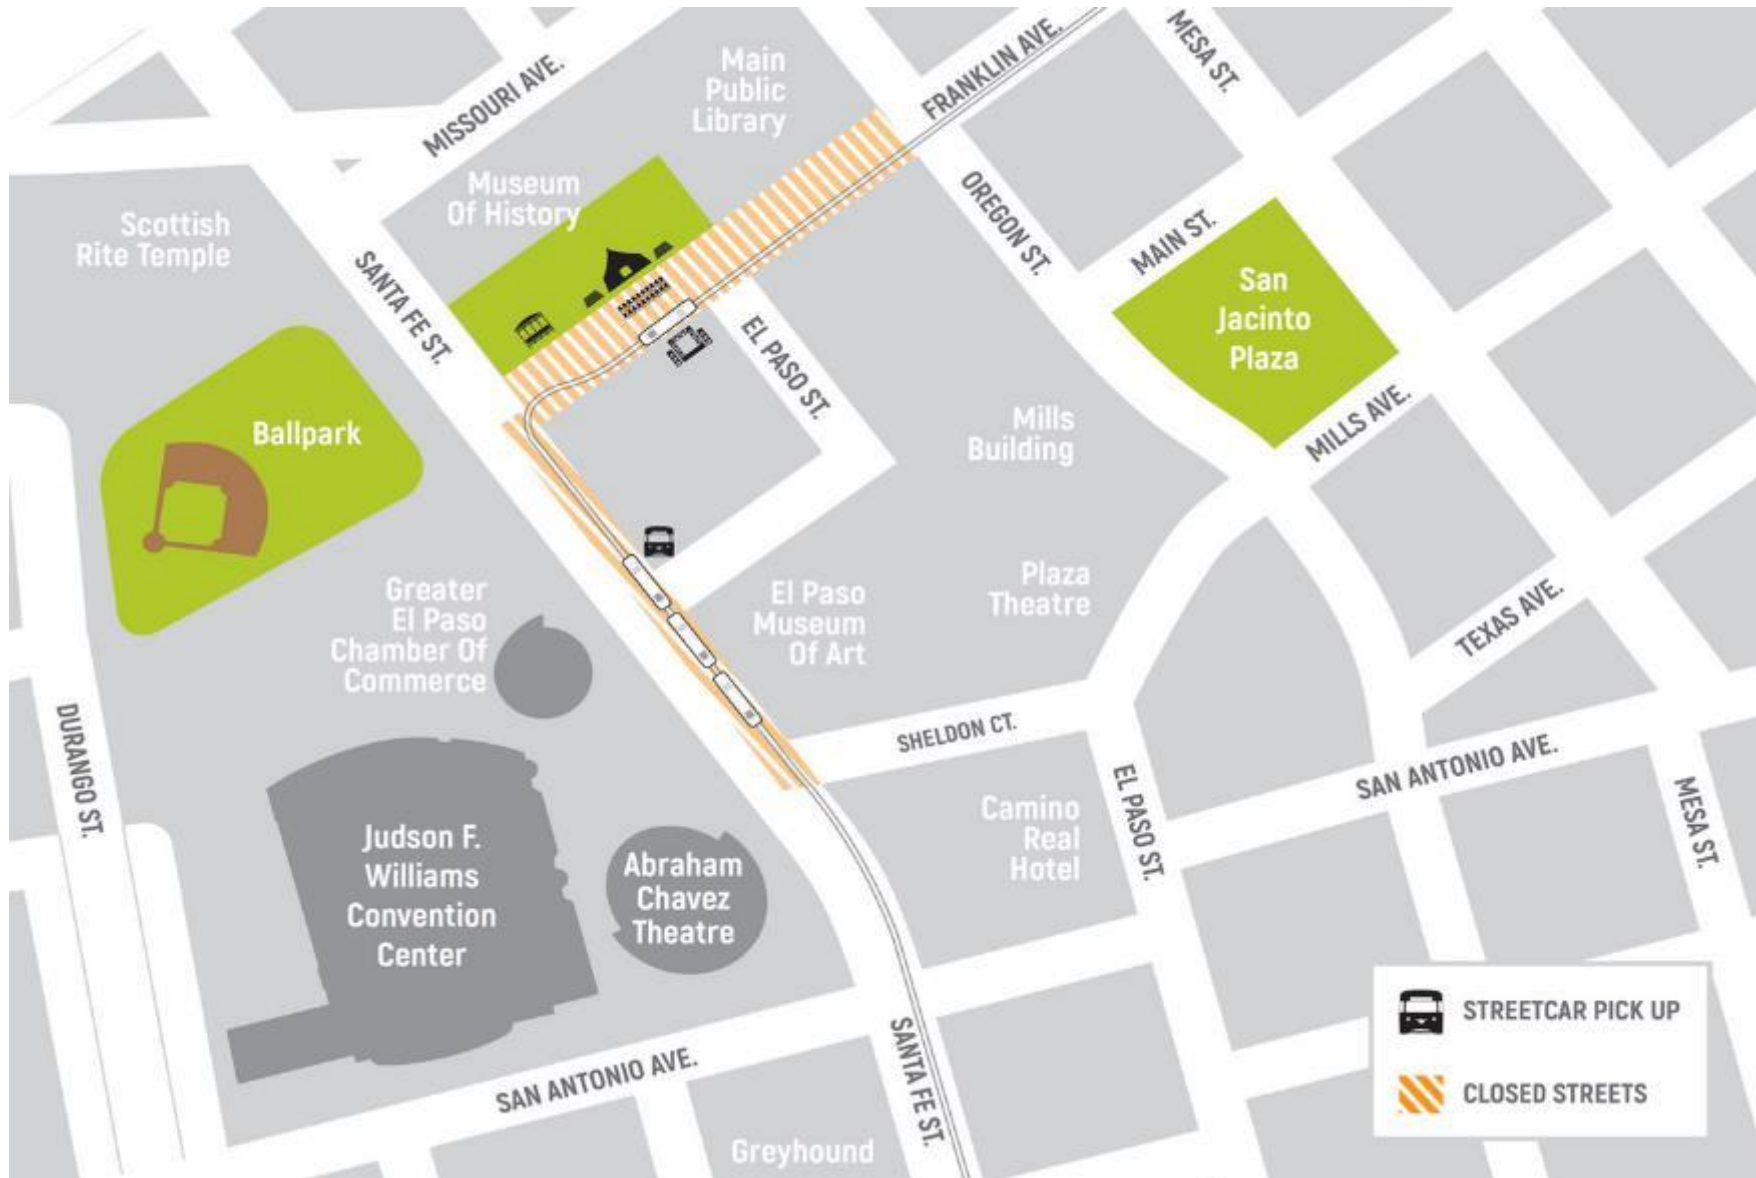 MISSOURI AVE.
Main
Public
Library
FRANKLIN AVE.
MESA ST.
Museum
Of History
Scottish
Rite Temple
SANTA FE ST.
OREGON ST.
MAIN ST.
San
Jacinto
Plaza
EL PASO ST.
Ballpark
Mills
Building
MILLS AVE.
Greater
El Paso
Chamber Of
Commerce
El Paso
Museum
Of Art
Plaza
Theatre
TEXAS AVE.
DURANGO ST.
SHELDON CT.
SAN ANTONIO AVE.
EL PASO ST.
MESA ST.
Camino
Real
Hotel
Judson F.
Williams
Convention
Center
Abraham
Chavez
Theatre
STREETCAR PICK UP
CLOSED STREETS
SAN ANTONIO AVE.
SANTA FE ST.
Greyhound